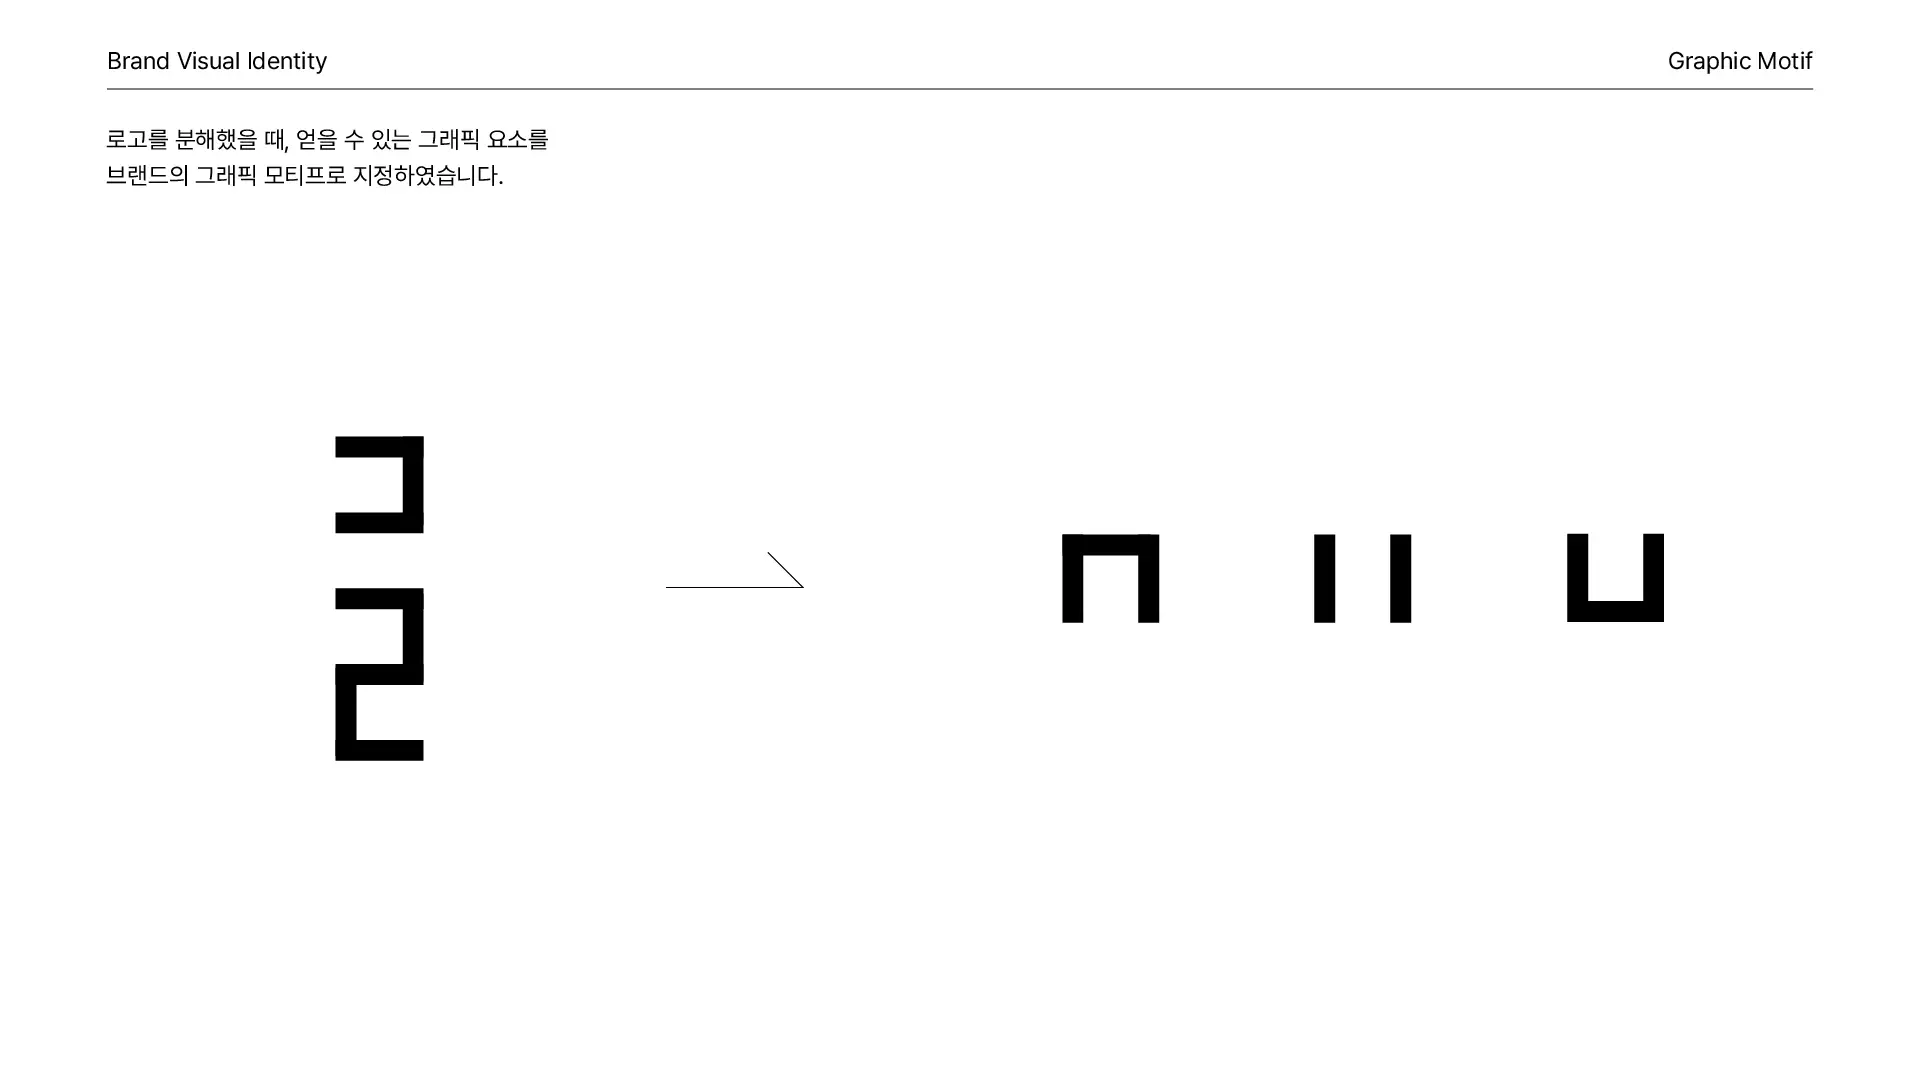 Brand Visual Identity
Graphic Motif
로고를 분해했을 때, 얻을 수 있는 그래픽 요소를
브랜드의 그래픽 모티프로 지정하였습니다.